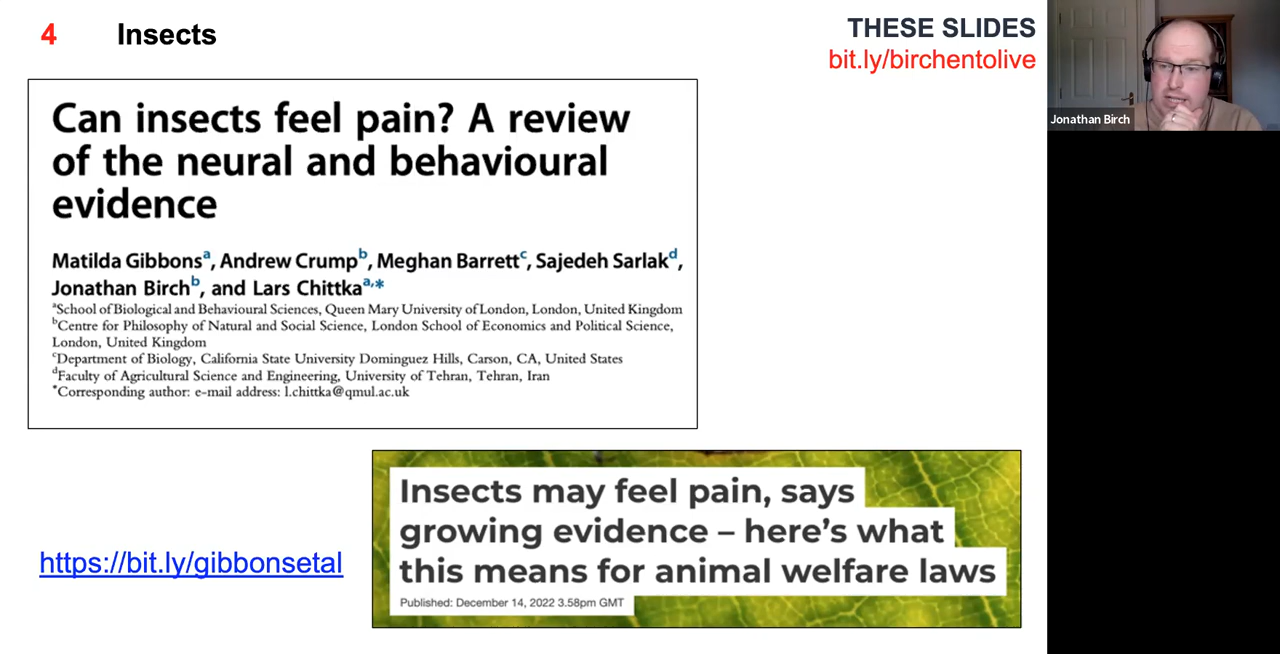 4 Insects
THESE SLIDES
bit.ly/birchentolive
Jonathan Birch
Can insects feel pain? A review
of the neural and behavioural
evidence
Matilda Gibbonsᵃ, Andrew Crumpᵇ, Meghan Barrettᶜ, Sajedeh Sarlakᵈ,
Jonathan Birchᵇ, and Lars Chittkaᵃ,*
ᵃSchool of Biological and Behavioural Sciences, Queen Mary University of London, London, United Kingdom
ᵇCentre for Philosophy of Natural and Social Science, London School of Economics and Political Science,
London, United Kingdom
ᶜDepartment of Biology, California State University Dominguez Hills, Carson, CA, United States
ᵈFaculty of Agricultural Science and Engineering, University of Tehran, Tehran, Iran
*Corresponding author: e-mail address: l.chittka@qmul.ac.uk
Insects may feel pain, says
growing evidence – here’s what
this means for animal welfare laws
Published: December 14, 2022 3.58pm GMT
https://bit.ly/gibbonsetal